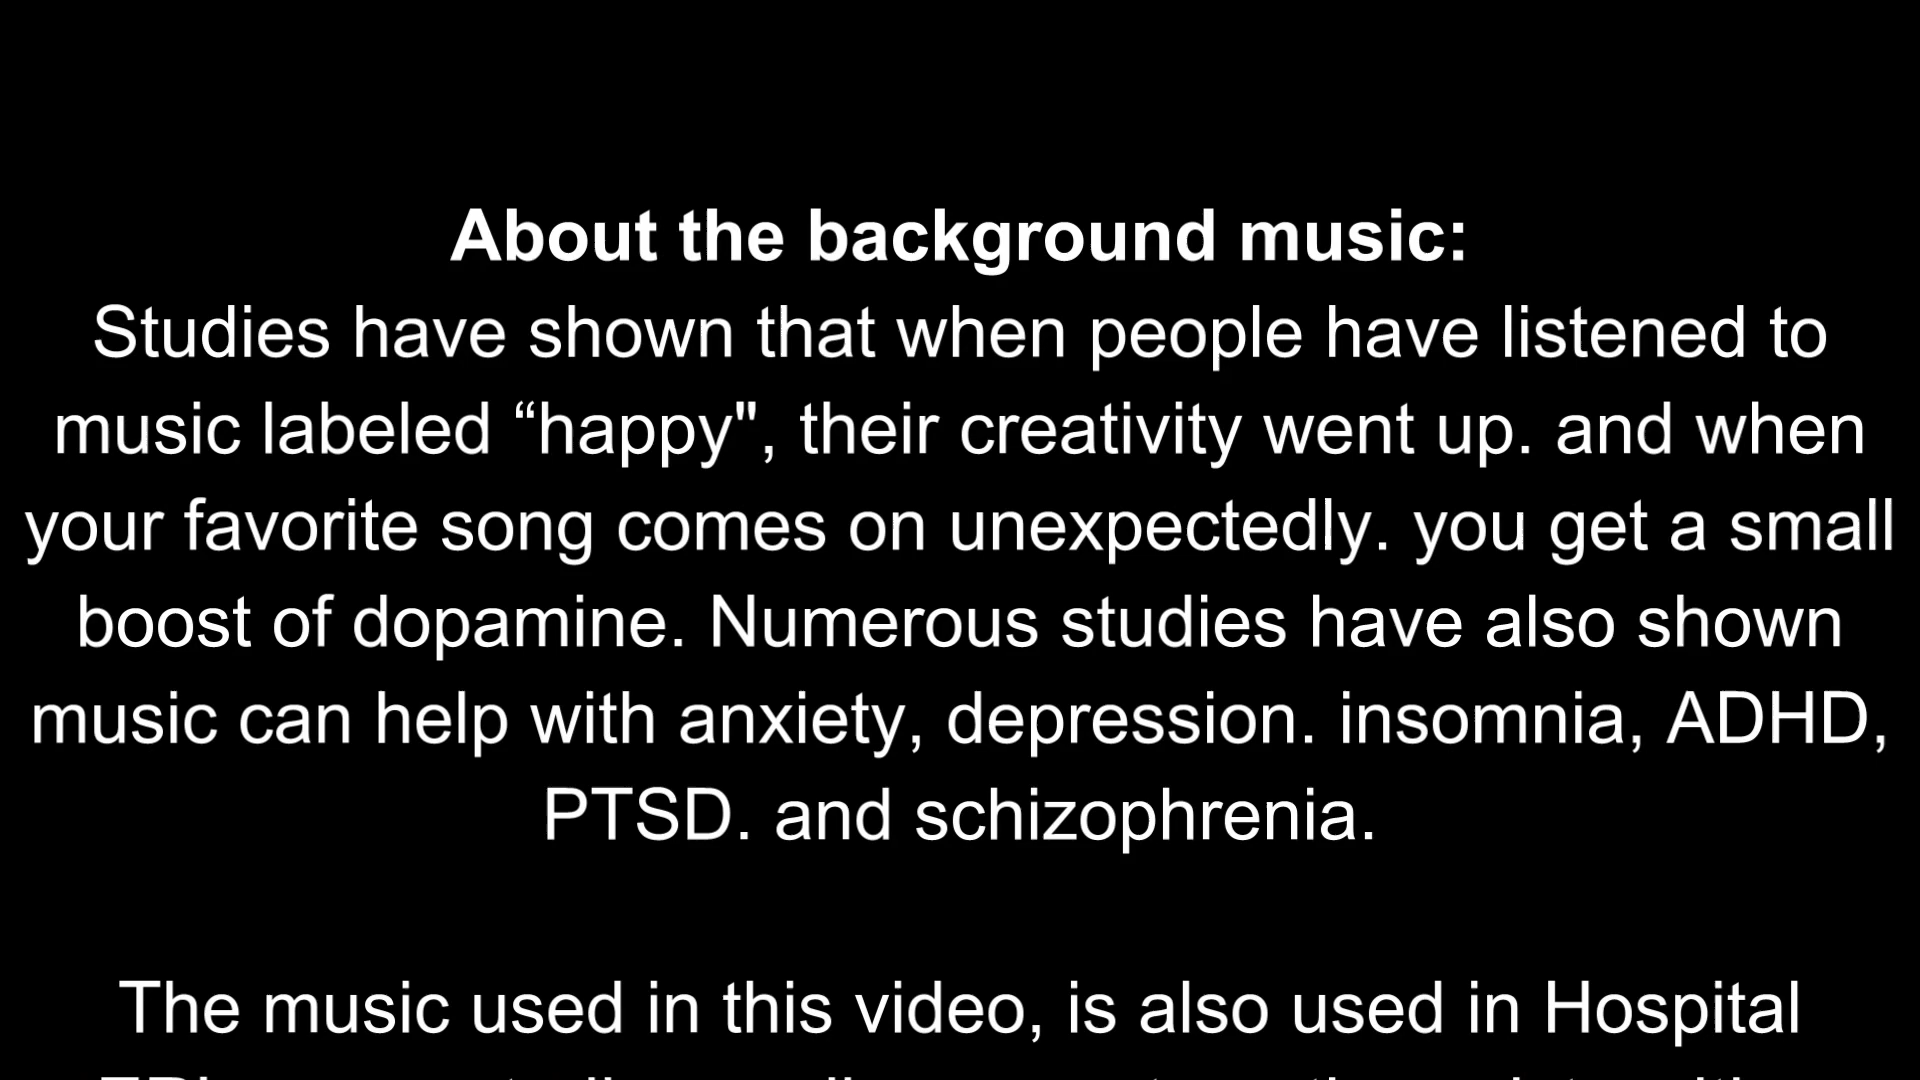 About the background music:
Studies have shown that when people have listened to
music labeled “happy", their creativity went up. and when
your favorite song comes on unexpectedly. you get a small
boost of dopamine. Numerous studies have also shown
music can help with anxiety, depression. insomnia, ADHD,
PTSD. and schizophrenia.
The music used in this video, is also used in Hospital